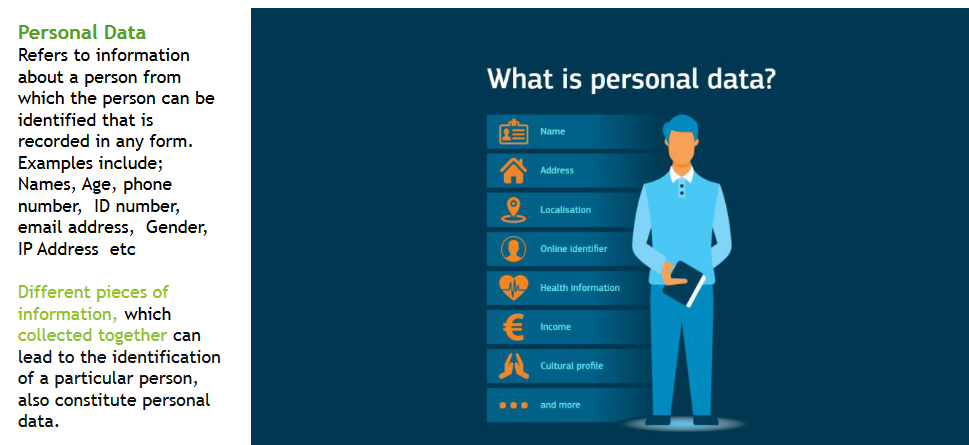 Personal Data
Refers to information
about a person from
which the person can be
identified that is
recorded in any form.
Examples include;
Names, Age, phone
number,  ID number,
email address,  Gender,
IP Address  etc
Different pieces of
information, which
collected together can
lead to the identification
of a particular person,
also constitute personal
data.
What is personal data?
Name
Address
Localisation
Online identifier
Health information
Income
Cultural profile
and more